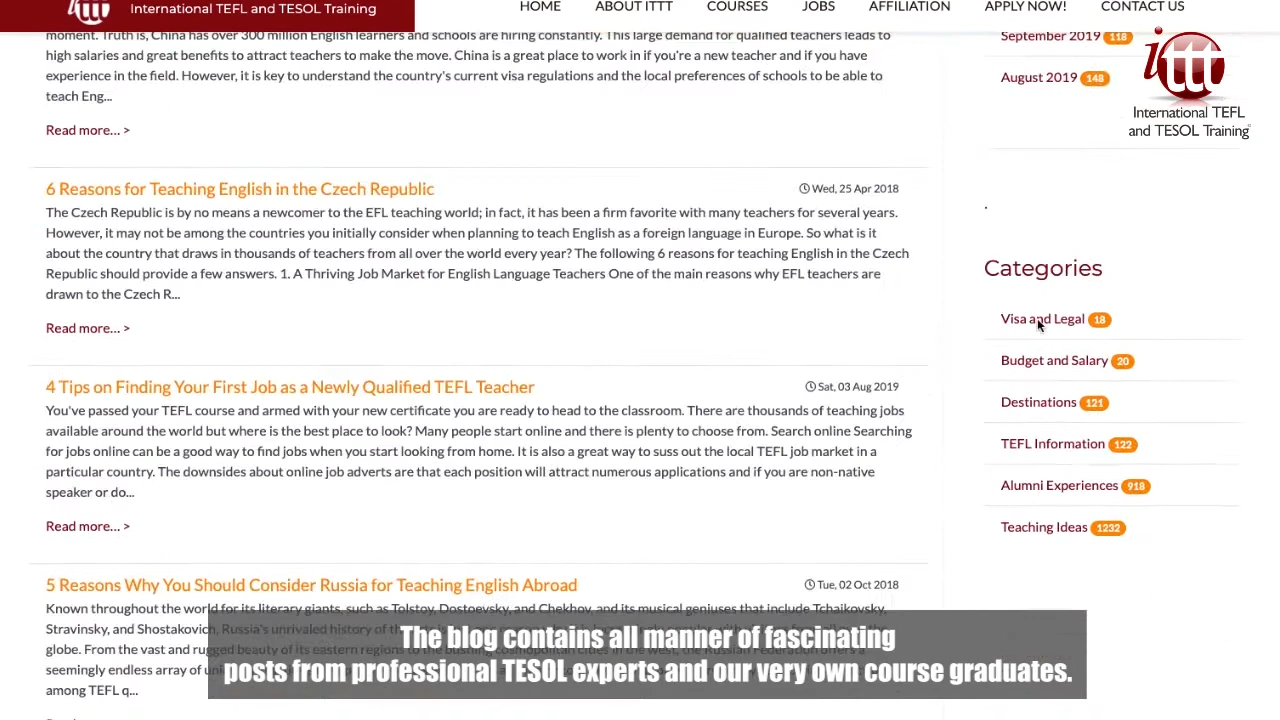 International TEFL and TESOL Training
HOME ABOUT ITTT COURSES JOBS AFFILIATION APPLY NOW! CONTACT US
moment. Truth is, China has over 300 million English learners and schools are hiring constantly. This large demand for qualified teachers leads to
high salaries and great benefits to attract teachers to make the move. China is a great place to work in if you're a new teacher and if you have
experience in the field. However, it is key to understand the country's current visa regulations and the local preferences of schools to be able to
teach Eng...
Read more... >
6 Reasons for Teaching English in the Czech Republic
Wed, 25 Apr 2018
The Czech Republic is by no means a newcomer to the EFL teaching world; in fact, it has been a firm favorite with many teachers for several years.
However, it may not be among the countries you initially consider when planning to teach English as a foreign language in Europe. So what is it
about the country that draws in thousands of teachers from all over the world every year? The following 6 reasons for teaching English in the Czech
Republic should provide a few answers. 1. A Thriving Job Market for English Language Teachers One of the main reasons why EFL teachers are
drawn to the Czech R...
Read more... >
4 Tips on Finding Your First Job as a Newly Qualified TEFL Teacher
Sat, 03 Aug 2019
You've passed your TEFL course and armed with your new certificate you are ready to head to the classroom. There are thousands of teaching jobs
available around the world but where is the best place to look? Many people start online and there is plenty to choose from. Search online Searching
for jobs online can be a good way to find jobs when you start looking from home. It is also a great way to suss out the local TEFL job market in a
particular country. The downsides about online job adverts are that each position will attract numerous applications and if you are non-native
speaker or do...
Read more... >
5 Reasons Why You Should Consider Russia for Teaching English Abroad
Tue, 02 Oct 2018
Known throughout the world for its literary giants, such as Tolstoy, Dostoevsky, and Chekhov, and its musical geniuses that include Tchaikovsky,
Stravinsky, and Shostakovich, Russia's unrivaled history of the
globe. From the vast and rugged beauty of its eastern regions to the bustling cosmopolitan cities in the west, the Russian Federation offers a
seemingly endless array of
among TEFL q...
September 2019 118
August 2019 148
ittt
International TEFL
and TESOL Training
.
Categories
Visa and Legal 18
Budget and Salary 20
Destinations 121
TEFL Information 122
Alumni Experiences 918
Teaching Ideas 1232
The blog contains all manner of fascinating
posts from professional TESOL experts and our very own course graduates.